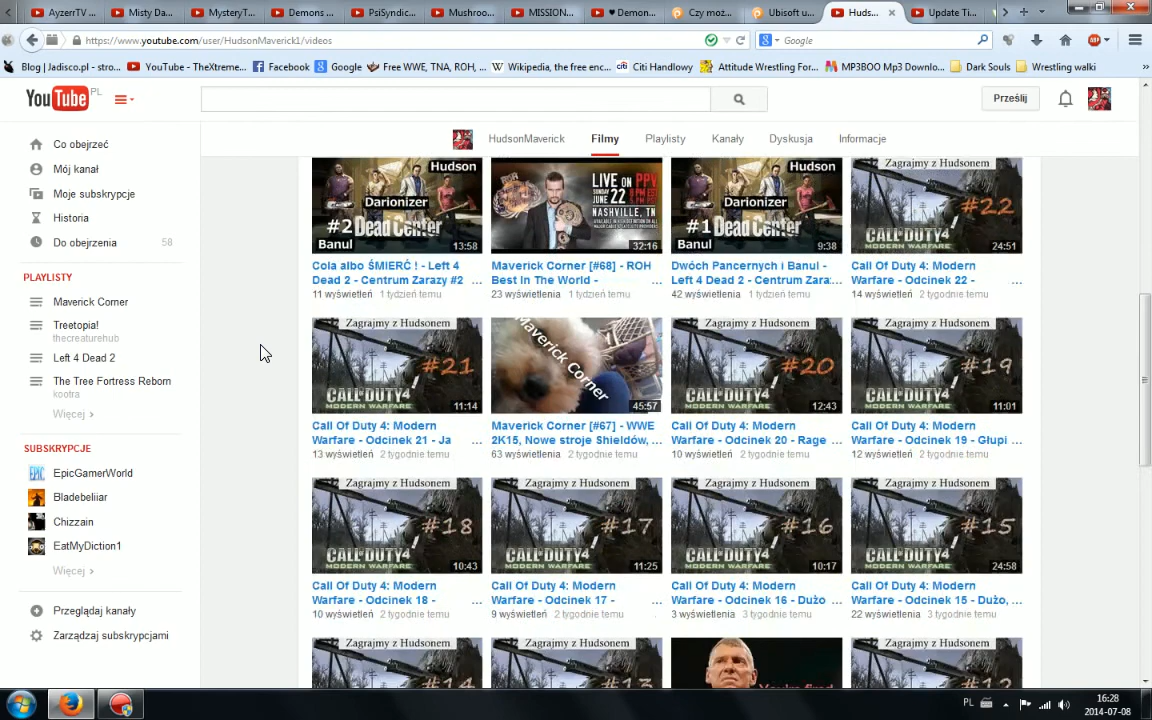 AyzerrTV ...
Misty Da...
MysteryT...
Demons ...
PsiSyndic...
Mushroo...
MISSION...
♥ Demon...
Czy moż...
Ubisoft u...
Huds...
Update Ti...
https://www.youtube.com/user/HudsonMaverick1/videos
Google
Blog | Jadisco.pl - stro...
YouTube - TheXtreme...
Facebook
Google
Free WWE, TNA, ROH, ...
Wikipedia, the free enc...
Citi Handlowy
Attitude Wrestling For...
MP3BOO Mp3 Downlo...
Dark Souls
Wrestling walki
YouTube PL
Prześlij
HudsonMaverick
Filmy
Playlisty
Kanały
Dyskusja
Informacje
Co obejrzeć
Mój kanał
Moje subskrypcje
Historia
Do obejrzenia 58
PLAYLISTY
Maverick Corner
Treetopia!
thecreaturehub
Left 4 Dead 2
The Tree Fortress Reborn
kootra
Więcej ›
SUBSKRYPCJE
EpicGamerWorld
Bladebeliiar
Chizzain
EatMyDiction1
Więcej ›
Przeglądaj kanały
Zarządzaj subskrypcjami
Hudson
Darionizer
#2 Dead Center
Banul
13:58
Cola albo ŚMIERĆ ! - Left 4
Dead 2 - Centrum Zarazy #2
11 wyświetleń 1 tydzień temu
LIVE ON PPV
SUNDAY
JUNE 22
NASHVILLE, TN
32:16
Maverick Corner [#68] - ROH
Best In The World - ...
23 wyświetlenia 1 tydzień temu
Hudson
Darionizer
#1 Dead Center
Banul
9:38
Dwóch Pancernych i Banul -
Left 4 Dead 2 - Centrum Zara...
42 wyświetlenia 1 tydzień temu
Zagrajmy z Hudsonem
#22
CALL OF DUTY 4
MODERN WARFARE
24:51
Call Of Duty 4: Modern
Warfare - Odcinek 22 - ...
14 wyświetleń 2 tygodnie temu
Zagrajmy z Hudsonem
#21
CALL OF DUTY 4
MODERN WARFARE
11:14
Call Of Duty 4: Modern
Warfare - Odcinek 21 - Ja ...
13 wyświetleń 2 tygodnie temu
Maverick Corner
45:57
Maverick Corner [#67] - WWE
2K15, Nowe stroje Shieldów, ...
63 wyświetlenia 2 tygodnie temu
Zagrajmy z Hudsonem
#20
CALL OF DUTY 4
MODERN WARFARE
12:43
Call Of Duty 4: Modern
Warfare - Odcinek 20 - Rage ...
10 wyświetleń 2 tygodnie temu
Zagrajmy z Hudsonem
#19
CALL OF DUTY 4
MODERN WARFARE
11:01
Call Of Duty 4: Modern
Warfare - Odcinek 19 - Głupi ...
12 wyświetleń 2 tygodnie temu
Zagrajmy z Hudsonem
#18
CALL OF DUTY 4
MODERN WARFARE
10:43
Call Of Duty 4: Modern
Warfare - Odcinek 18 - ...
10 wyświetleń 2 tygodnie temu
Zagrajmy z Hudsonem
#17
CALL OF DUTY 4
MODERN WARFARE
11:25
Call Of Duty 4: Modern
Warfare - Odcinek 17 - ...
9 wyświetleń 2 tygodnie temu
Zagrajmy z Hudsonem
#16
CALL OF DUTY 4
MODERN WARFARE
10:17
Call Of Duty 4: Modern
Warfare - Odcinek 16 - Dużo ...
3 wyświetlenia 3 tygodnie temu
Zagrajmy z Hudsonem
#15
CALL OF DUTY 4
MODERN WARFARE
24:58
Call Of Duty 4: Modern
Warfare - Odcinek 15 - Dużo, ...
22 wyświetlenia 3 tygodnie temu
Zagrajmy z Hudsonem
Zagrajmy z Hudsonem
#13
You're fired
Zagrajmy z Hudsonem
PL
16:28
2014-07-08